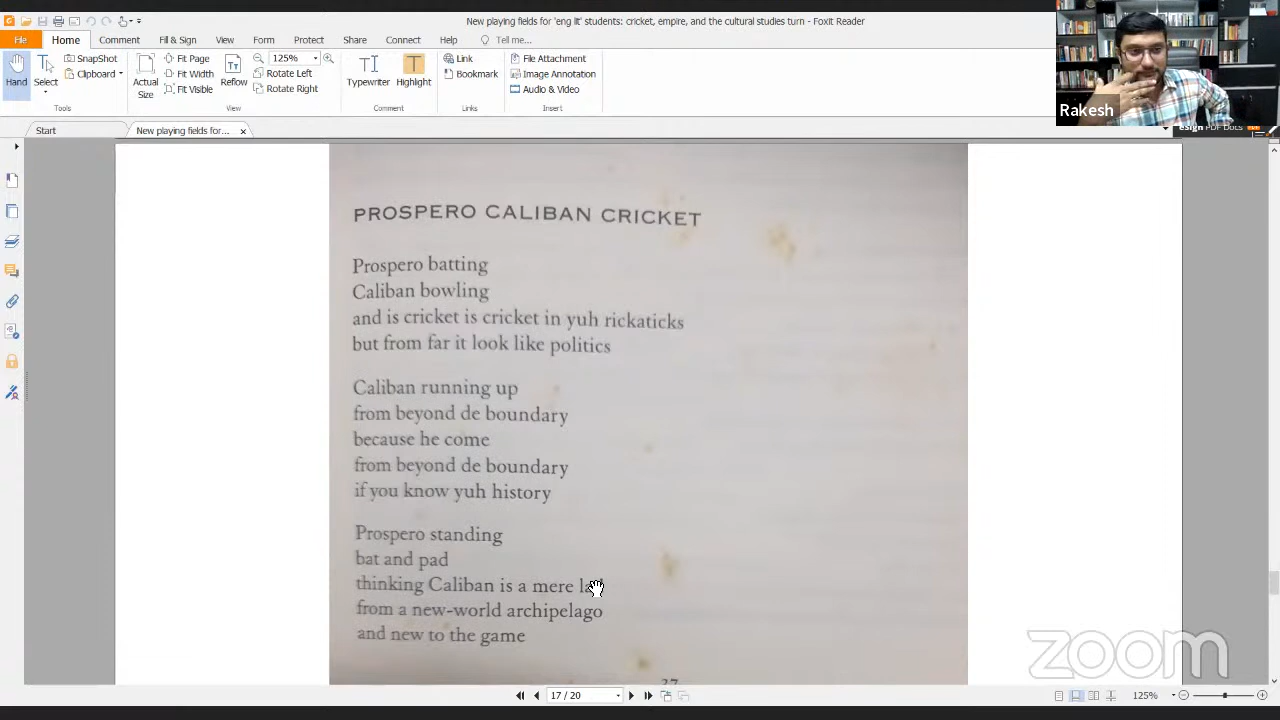 New playing fields for 'eng lit' students: cricket, empire, and the cultural studies turn - Foxit Reader
File Home Comment Fill & Sign View Form Protect Share Connect Help Tell me...
Hand
Select
SnapShot
Clipboard
Tools
Actual Size
Fit Page
Fit Width
Fit Visible
Reflow
125%
Rotate Left
Rotate Right
View
Typewriter
Highlight
Comment
Link
Bookmark
Links
File Attachment
Image Annotation
Audio & Video
Insert
Rakesh
Start
New playing fields for...
PDF Docs
PROSPERO CALIBAN CRICKET
Prospero batting
Caliban bowling
and is cricket is cricket in yuh rickaticks
but from far it look like politics
Caliban running up
from beyond de boundary
because he come
from beyond de boundary
if you know yuh history
Prospero standing
bat and pad
thinking Caliban is a mere
from a new-world archipelago
and new to the game
zoom
17 / 20
125%